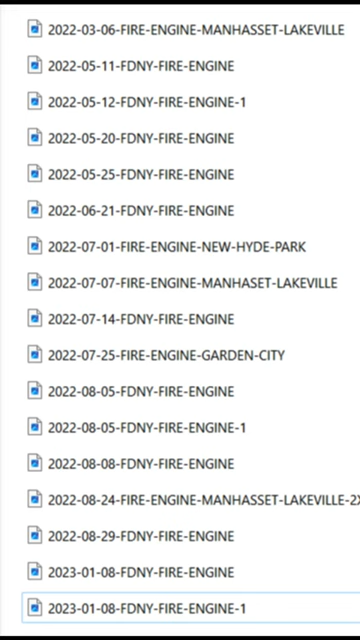 2022-03-06-FIRE-ENGINE-MANHASSET-LAKEVILLE
2022-05-11-FDNY-FIRE-ENGINE
2022-05-12-FDNY-FIRE-ENGINE-1
2022-05-20-FDNY-FIRE-ENGINE
2022-05-25-FDNY-FIRE-ENGINE
2022-06-21-FDNY-FIRE-ENGINE
2022-07-01-FIRE-ENGINE-NEW-HYDE-PARK
2022-07-07-FIRE-ENGINE-MANHASET-LAKEVILLE
2022-07-14-FDNY-FIRE-ENGINE
2022-07-25-FIRE-ENGINE-GARDEN-CITY
2022-08-05-FDNY-FIRE-ENGINE
2022-08-05-FDNY-FIRE-ENGINE-1
2022-08-08-FDNY-FIRE-ENGINE
2022-08-24-FIRE-ENGINE-MANHASSET-LAKEVILLE-2X
2022-08-29-FDNY-FIRE-ENGINE
2023-01-08-FDNY-FIRE-ENGINE
2023-01-08-FDNY-FIRE-ENGINE-1